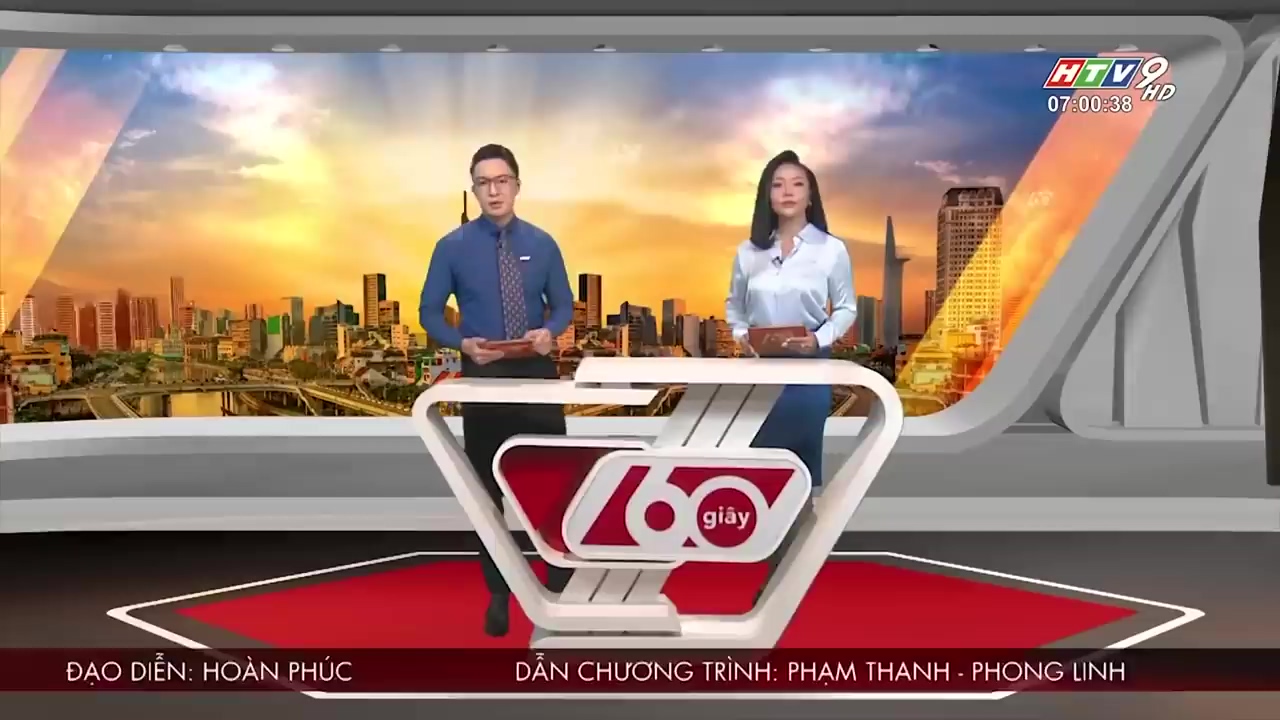 HTV9
HD
07:00:38
60
giây
ĐẠO DIỄN: HOÀN PHÚC
DẪN CHƯƠNG TRÌNH: PHẠM THANH - PHONG LINH